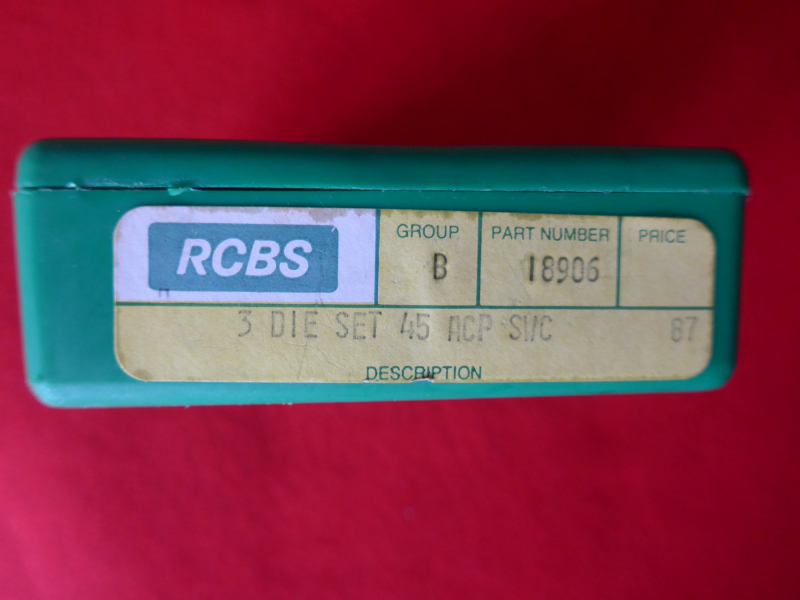 RCBS
GROUP
B
PART NUMBER
18906
PRICE
3 DIE SET 45 ACP SWC 87
DESCRIPTION